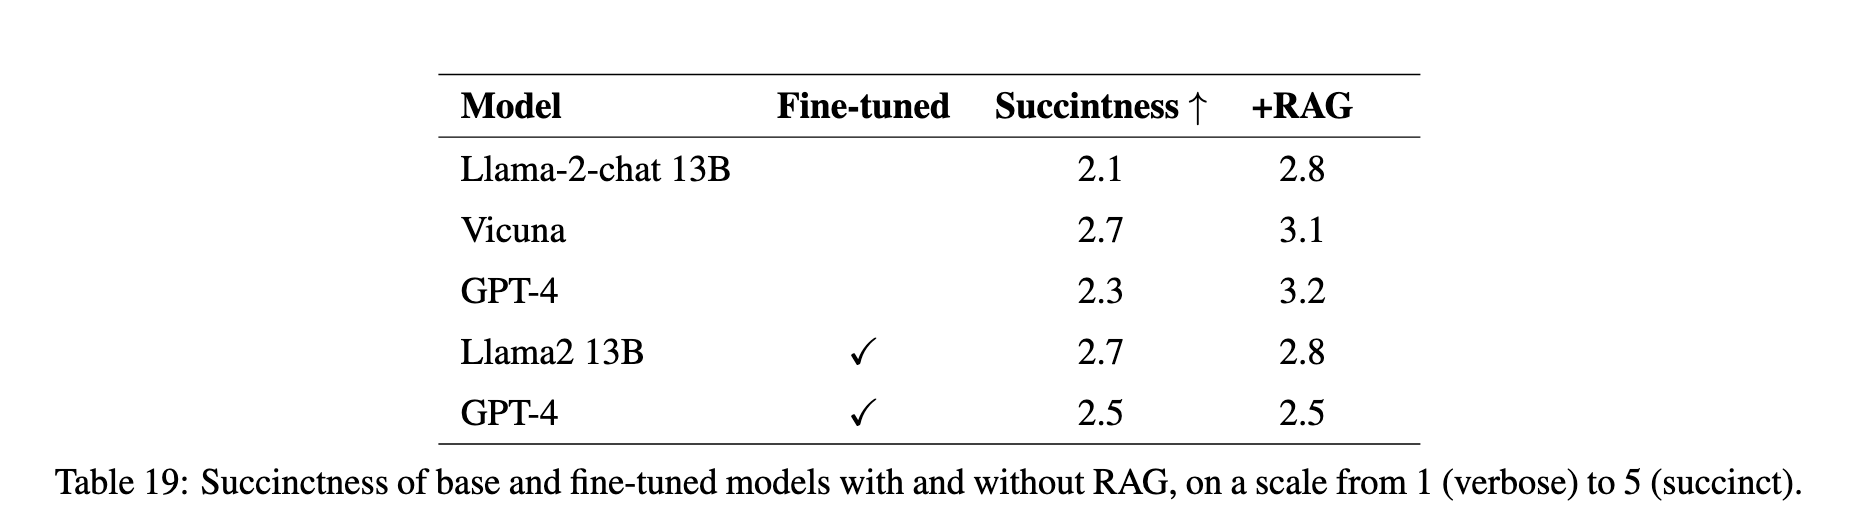 Model Fine-tuned Succintness ↑ +RAG
Llama-2-chat 13B 2.1 2.8
Vicuna 2.7 3.1
GPT-4 2.3 3.2
Llama2 13B ✓ 2.7 2.8
GPT-4 ✓ 2.5 2.5
Table 19: Succinctness of base and fine-tuned models with and without RAG, on a scale from 1 (verbose) to 5 (succinct).